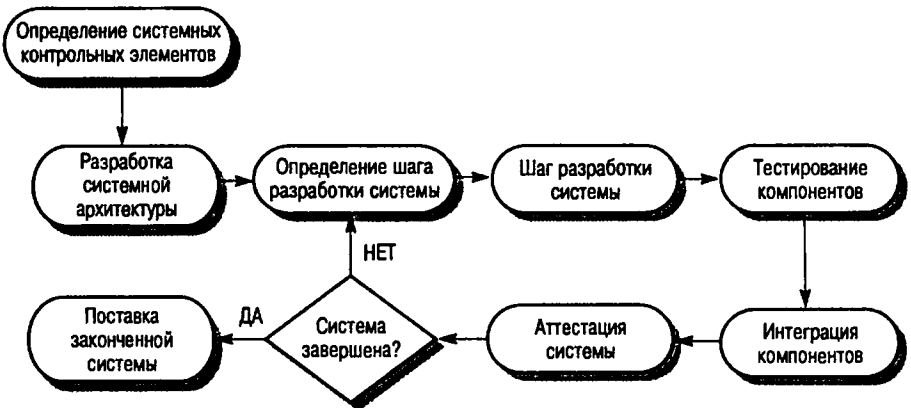 Определение системных
контрольных элементов
Разработка
системной
архитектуры
Определение шага
разработки системы
Шаг разработки
системы
Тестирование
компонентов
НЕТ
ДА
Поставка
законченной
системы
Система
завершена?
Аттестация
системы
Интеграция
компонентов